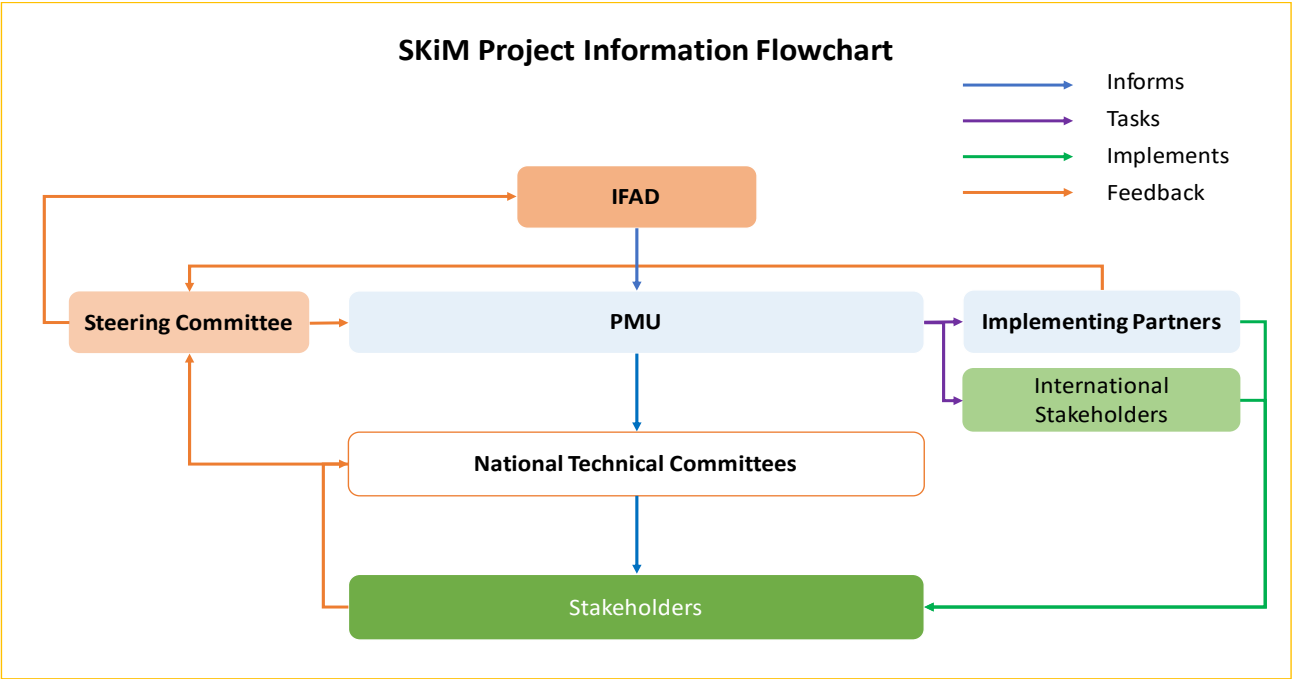 SKiM Project Information Flowchart
Informs
Tasks
Implements
Feedback
IFAD
Steering Committee
PMU
Implementing Partners
International
Stakeholders
National Technical Committees
Stakeholders